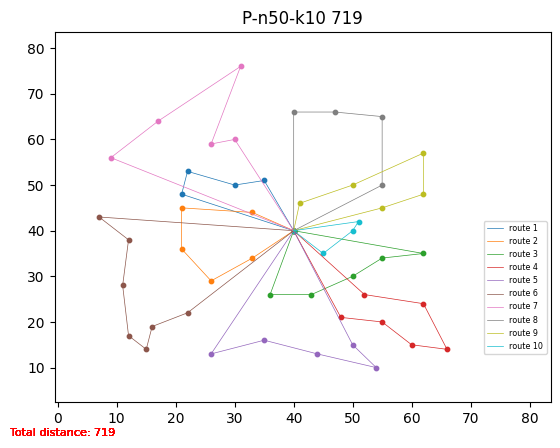 P-n50-k10 719
80
70
60
50
40
30
20
10
route 1
route 2
route 3
route 4
route 5
route 6
route 7
route 8
route 9
route 10
0 10 20 30 40 50 60 70 80
Total distance: 719